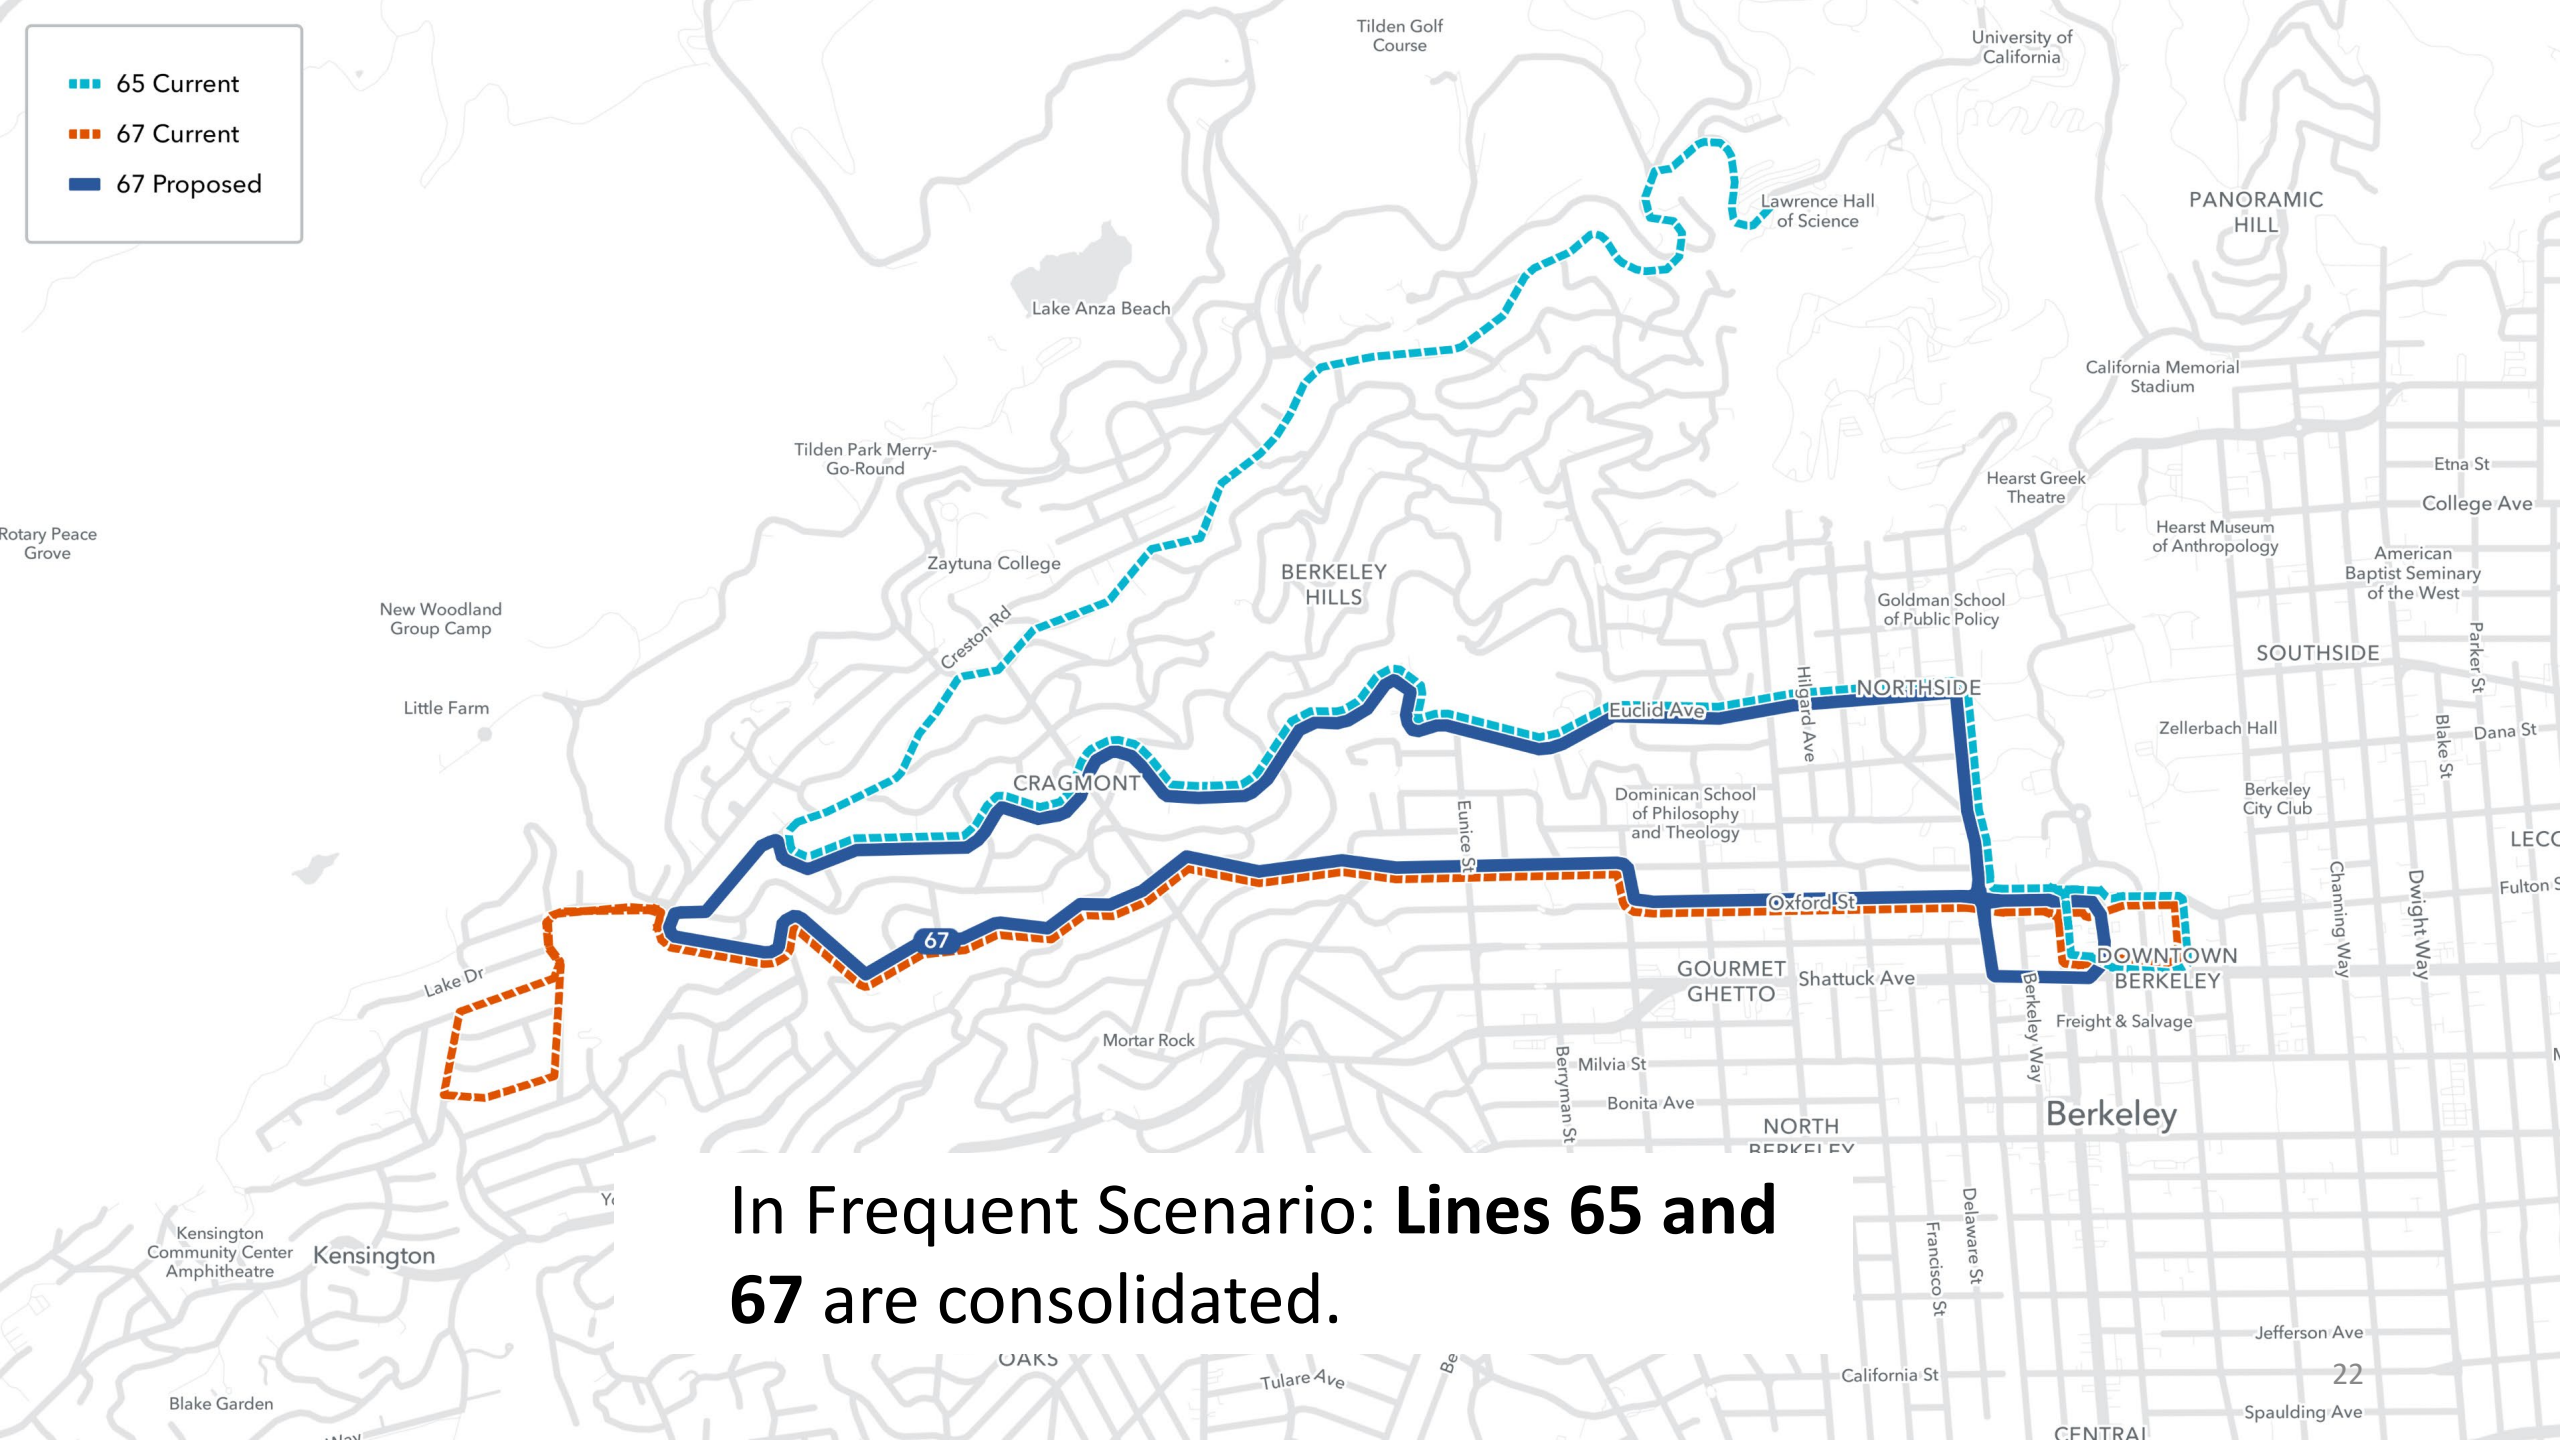 65 Current
67 Current
67 Proposed
Tilden Golf
Course
University of
California
Lawrence Hall
of Science
PANORAMIC
HILL
Lake Anza Beach
California Memorial
Stadium
Tilden Park Merry-
Go-Round
Etna St
College Ave
Hearst Greek
Theatre
Rotary Peace
Grove
Hearst Museum
of Anthropology
American
Baptist Seminary
of the West
Zaytuna College
BERKELEY
HILLS
New Woodland
Group Camp
Goldman School
of Public Policy
Creston Rd
Parker St
SOUTHSIDE
NORTHSIDE
Hilgard Ave
Euclid Ave
Little Farm
Zellerbach Hall
Blake St
Dana St
CRAGMONT
Dominican School
of Philosophy
and Theology
Berkeley
City Club
Eunice St
LECC
Fulton S
Channing Way
Dwight Way
Oxford St
67
DOWNTOWN
BERKELEY
Lake Dr
GOURMET
GHETTO
Shattuck Ave
Berkeley Way
Freight & Salvage
Mortar Rock
Milvia St
Berryman St
Bonita Ave
Berkeley
NORTH
BERKELEY
In Frequent Scenario: Lines 65 and
67 are consolidated.
Kensington
Community Center
Amphitheatre
Kensington
Delaware St
Francisco St
Jefferson Ave
OAKS
Tulare Ave
Be
California St
22
Blake Garden
Spaulding Ave
Way
CENTRAL